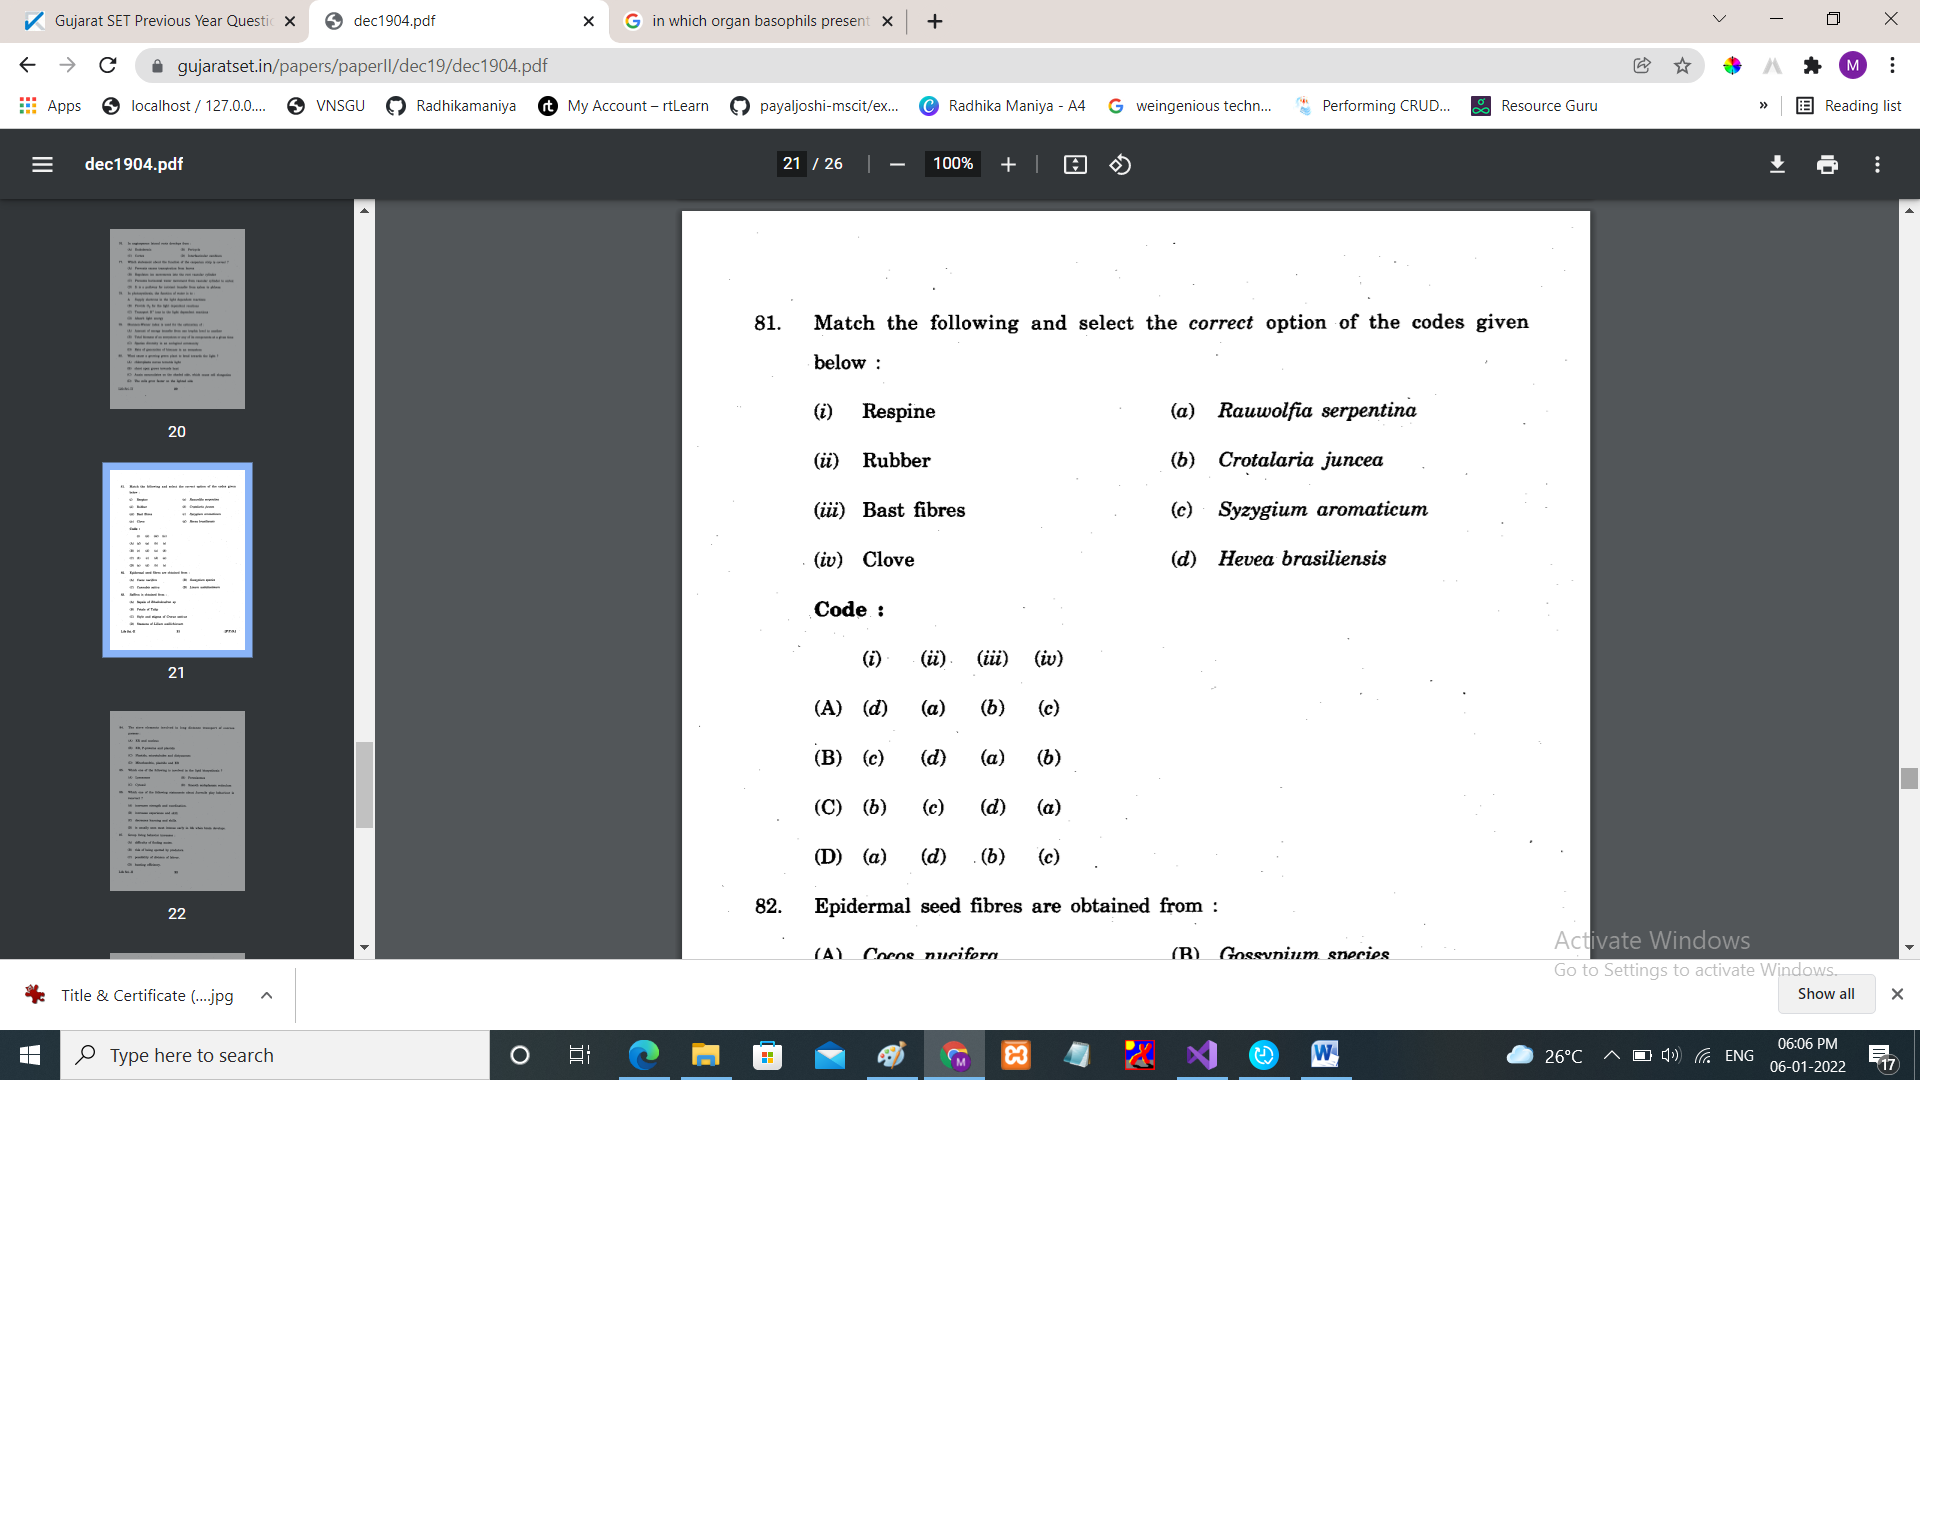 Gujarat SET Previous Year Questi
dec1904.pdf
in which organ basophils present
gujaratset.in/papers/paperII/dec19/dec1904.pdf
M
Apps
localhost / 127.0.0....
VNSGU
Radhikamaniya
My Account – rtLearn
payaljoshi-mscit/ex...
Radhika Maniya - A4
weingenious techn...
Performing CRUD...
Resource Guru
»
Reading list
dec1904.pdf
21 / 26
100%
20
21
22
81. Match the following and select the correct option of the codes given
below :
(i) Respine (a) Rauwolfia serpentina
(ii) Rubber (b) Crotalaria juncea
(iii) Bast fibres (c) Syzygium aromaticum
(iv) Clove (d) Hevea brasiliensis
Code :
(i) (ii) (iii) (iv)
(A) (d) (a) (b) (c)
(B) (c) (d) (a) (b)
(C) (b) (c) (d) (a)
(D) (a) (d) (b) (c)
82. Epidermal seed fibres are obtained from :
(A) Cocos nucifera (B) Gossypium species
Activate Windows
Go to Settings to activate Windows.
Title & Certificate (....jpg
Show all
Type here to search
26°C
ENG
06:06 PM
06-01-2022
17